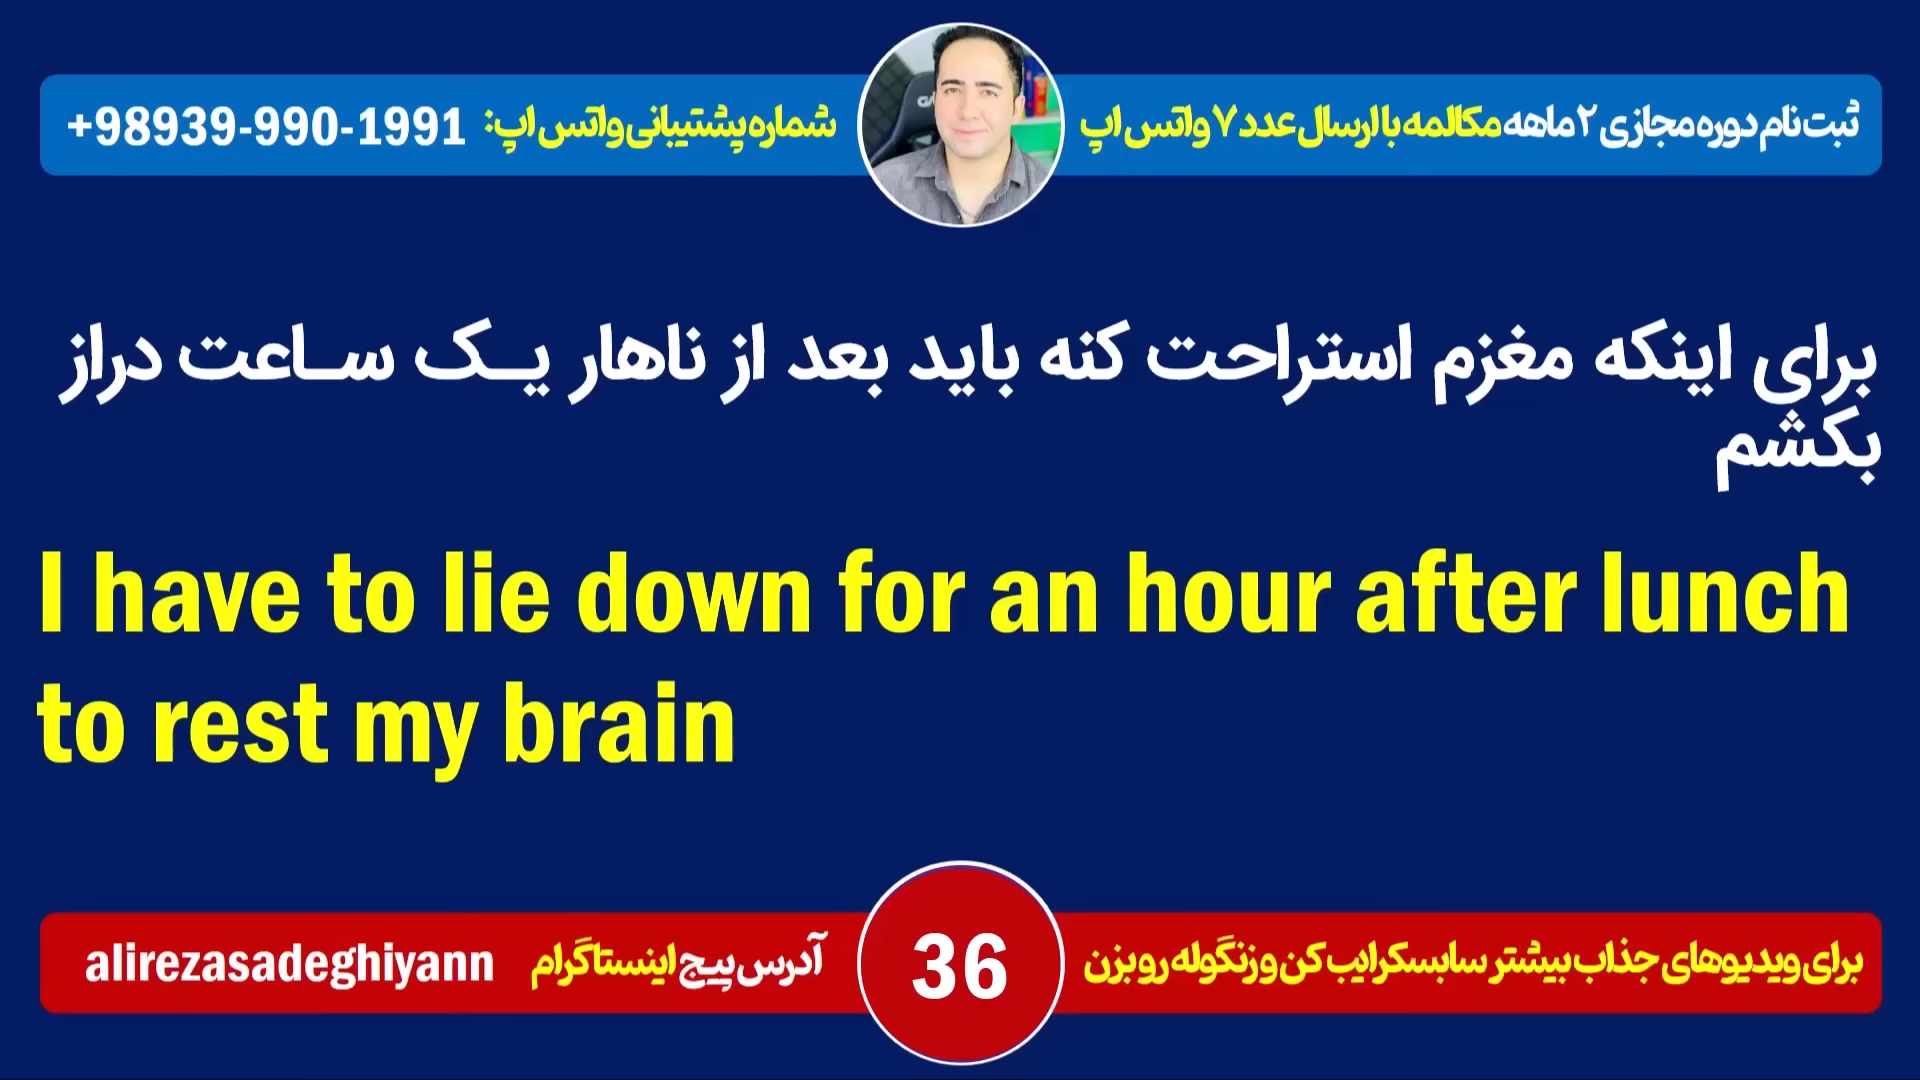 ثبت نام دوره مجازی ۲ ماهه مکالمه با ارسال عدد ۷ واتس اپ
شماره پشتیبانی واتس اپ: +98939-990-1991
برای اینکه مغزم استراحت کنه باید بعد از ناهار یک ساعت دراز
بکشم
I have to lie down for an hour after lunch
to rest my brain
برای ویدیوهای جذاب بیشتر سابسکرایب کن و زنگوله رو بزن
36
آدرس پیج اینستاگرام alirezasadeghiyann